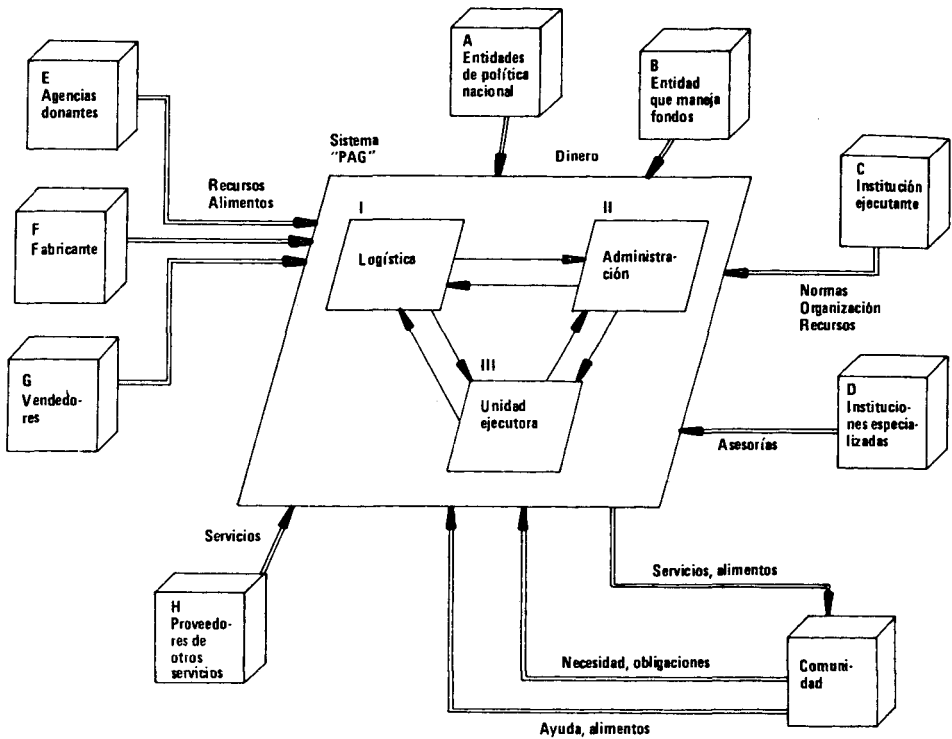 A
Entidades
de política
nacional
B
Entidad
que maneja
fondos
E
Agencias
donantes
Sistema
"PAG"
Dinero
C
Institución
ejecutante
Recursos
Alimentos
F
Fabricante
I
Logística
II
Administra-
ción
Normas
Organización
Recursos
G
Vendedo-
res
III
Unidad
ejecutora
D
Institucio-
nes especia-
lizadas
Asesorías
Servicios
H
Proveedo-
res de
otros
servicios
Servicios, alimentos
Necesidad, obligaciones
Comuni-
dad
Ayuda, alimentos